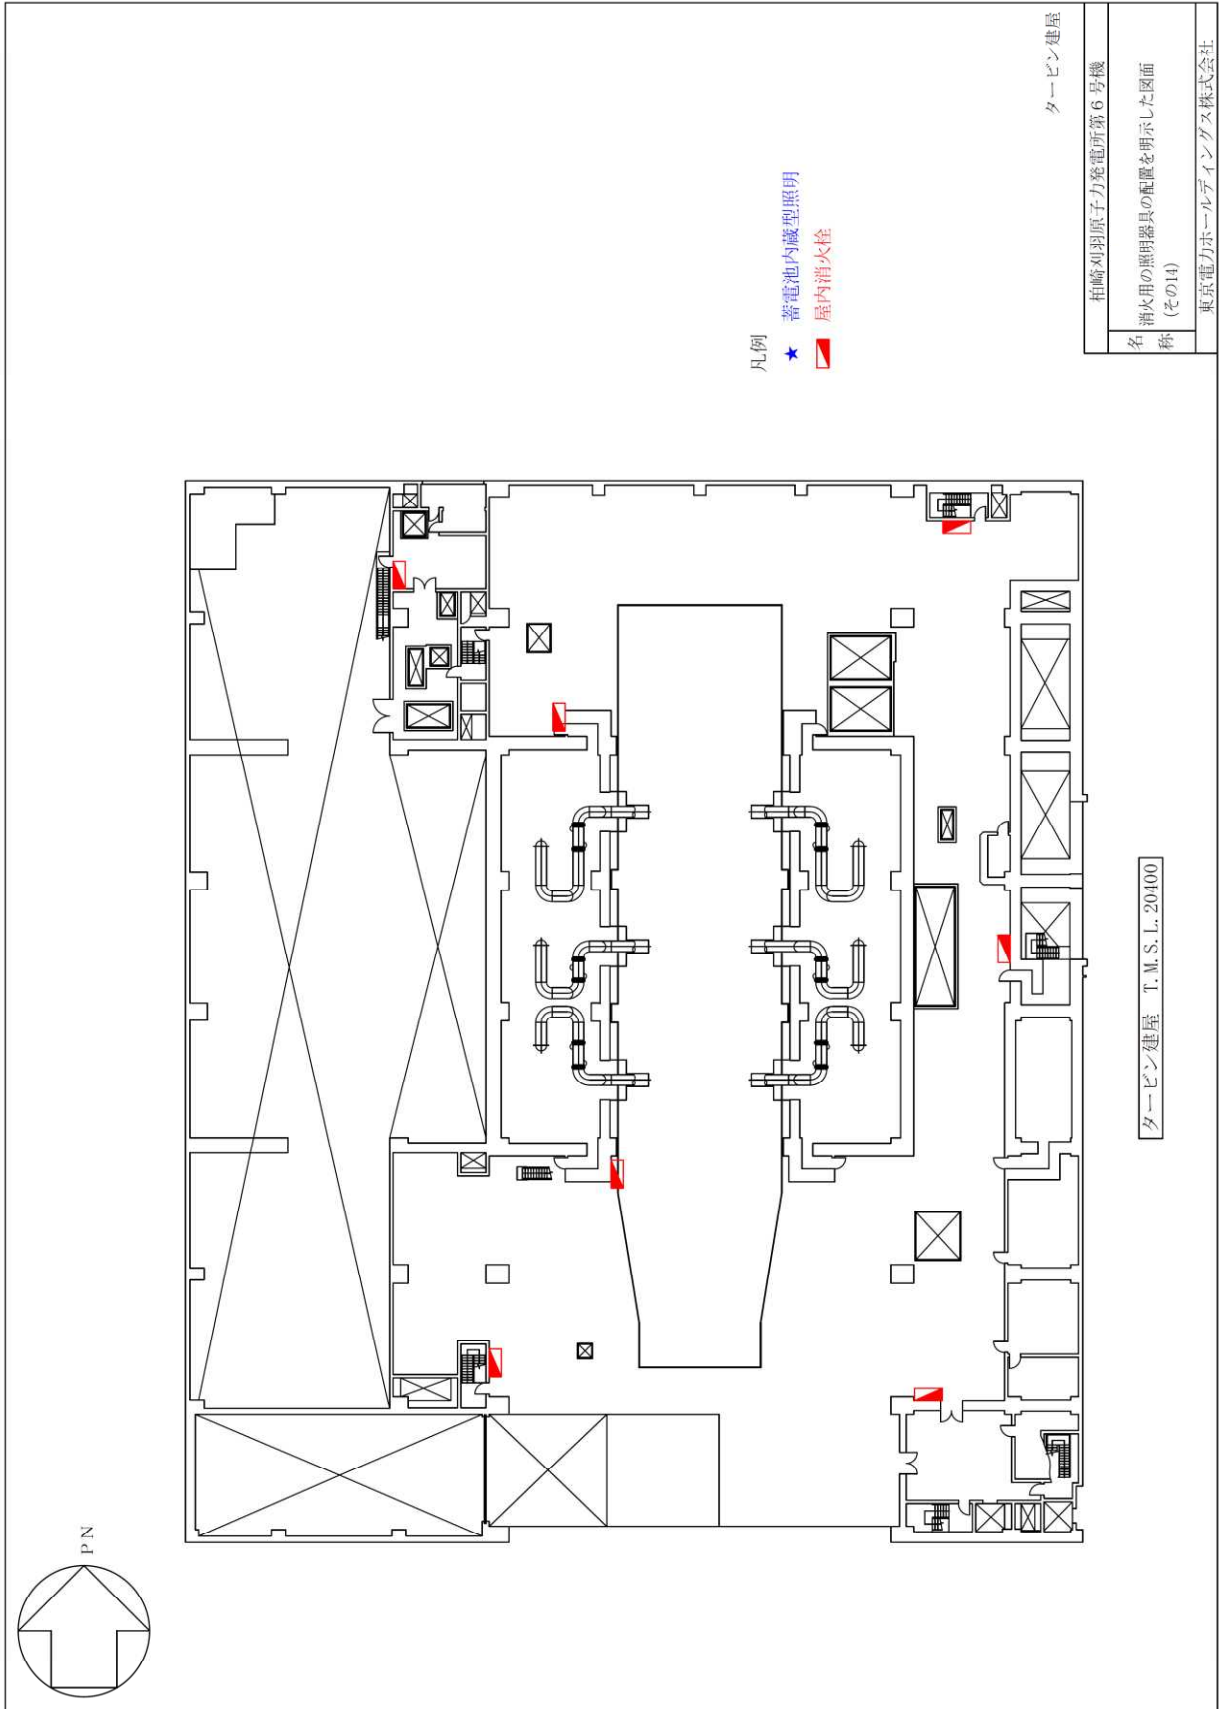 PN
タービン建屋 T.M.S.L.20400
凡例
★ 蓄電池内蔵型照明
屋内消火栓
タービン建屋
柏崎刈羽原子力発電所第6号機
名称
消火用の照明器具の配置を明示した図面
(その14)
東京電力ホールディングス株式会社